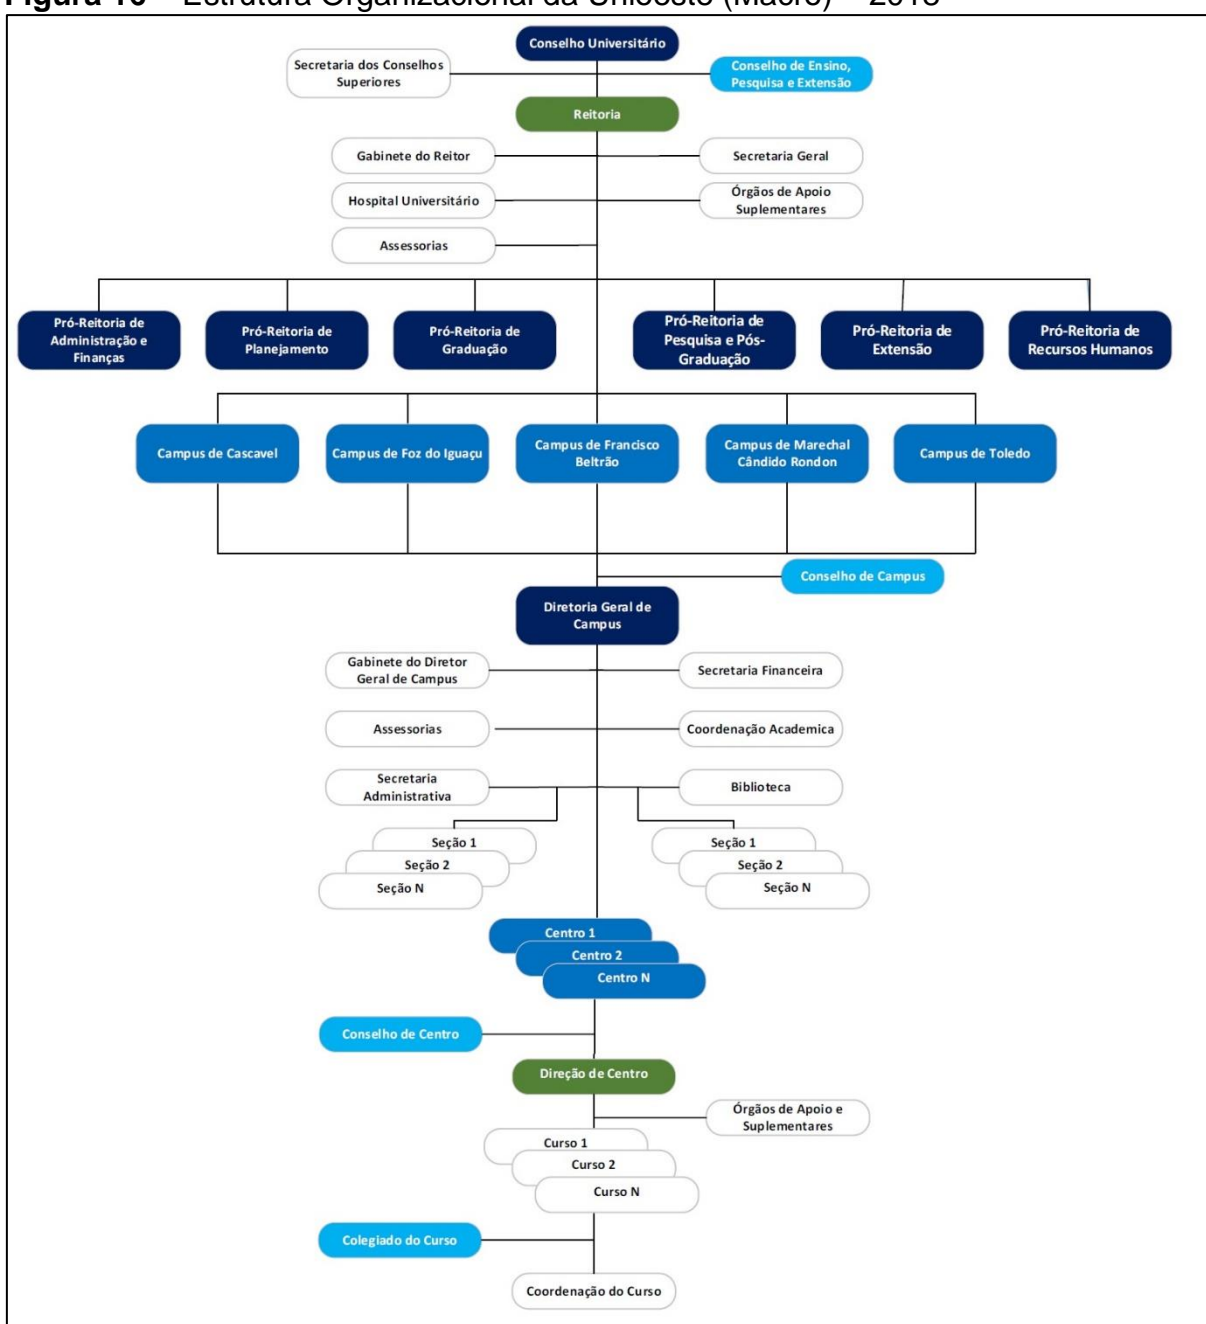 Figura 16 – Estrutura Organizacional da Unioeste (Macro) – 2018
Conselho Universitário
Secretaria dos Conselhos
Superiores
Conselho de Ensino,
Pesquisa e Extensão
Reitoria
Gabinete do Reitor
Secretaria Geral
Hospital Universitário
Órgãos de Apoio
Suplementares
Assessorias
Pró-Reitoria de
Administração e
Finanças
Pró-Reitoria de
Planejamento
Pró-Reitoria de
Graduação
Pró-Reitoria de
Pesquisa e Pós-
Graduação
Pró-Reitoria de
Extensão
Pró-Reitoria de
Recursos Humanos
Campus de Cascavel
Campus de Foz do Iguaçu
Campus de Francisco
Beltrão
Campus de Marechal
Cândido Rondon
Campus de Toledo
Conselho de Campus
Diretoria Geral de
Campus
Gabinete do Diretor
Geral de Campus
Secretaria Financeira
Assessorias
Coordenação Academica
Secretaria
Administrativa
Biblioteca
Seção 1
Seção 2
Seção N
Seção 1
Seção 2
Seção N
Centro 1
Centro 2
Centro N
Conselho de Centro
Direção de Centro
Órgãos de Apoio e
Suplementares
Curso 1
Curso 2
Curso N
Colegiado do Curso
Coordenação do Curso